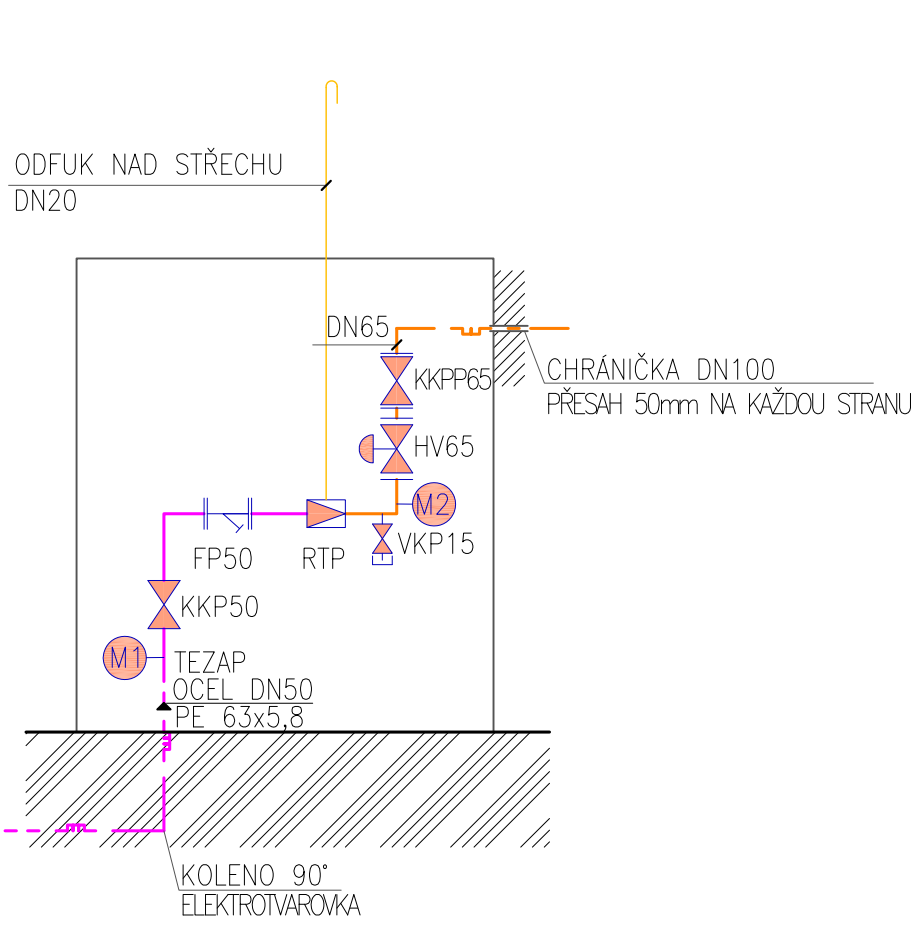 ODFUK NAD STŘECHU
DN20
DN65
CHRÁNIČKA DN100
PŘESAH 50mm NA KAŽDOU STRANU
KKPP65
HV65
M2
VKP15
FP50
RTP
KKP50
M1
TEZAP
OCEL DN50
PE 63x5,8
KOLENO 90°
ELEKTROTVAROVKA